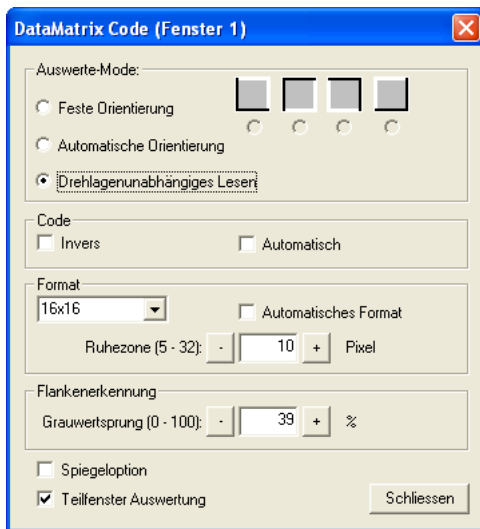 DataMatrix Code (Fenster 1)
Auswerte-Mode:
Feste Orientierung
Automatische Orientierung
Drehlagenunabhängiges Lesen
Code
Invers
Automatisch
Format
16x16
Automatisches Format
Ruhezone (5 - 32): - 10 + Pixel
Flankenerkennung
Grauwertsprung (0 - 100): - 39 + %
Spiegeloption
Teilfenster Auswertung
Schliessen